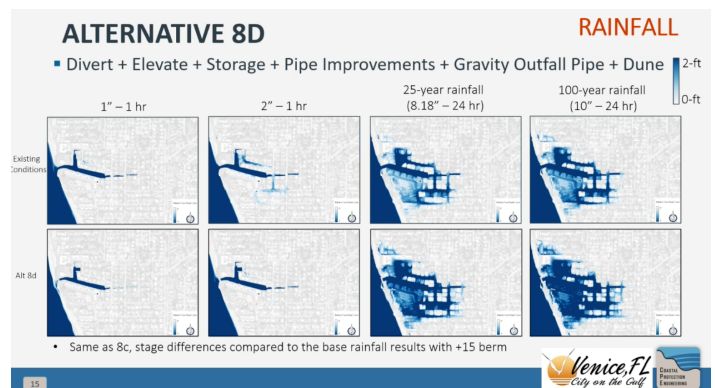 ALTERNATIVE 8D
RAINFALL
▪ Divert + Elevate + Storage + Pipe Improvements + Gravity Outfall Pipe + Dune
2-ft
0-ft
1” – 1 hr
2” – 1 hr
25-year rainfall
(8.18” – 24 hr)
100-year rainfall
(10” – 24 hr)
Existing
Conditions
Alt 8d
• Same as 8c, stage differences compared to the base rainfall results with +15 berm
15
Venice, FL
City on the Gulf
COASTAL
PROTECTION
ENGINEERING